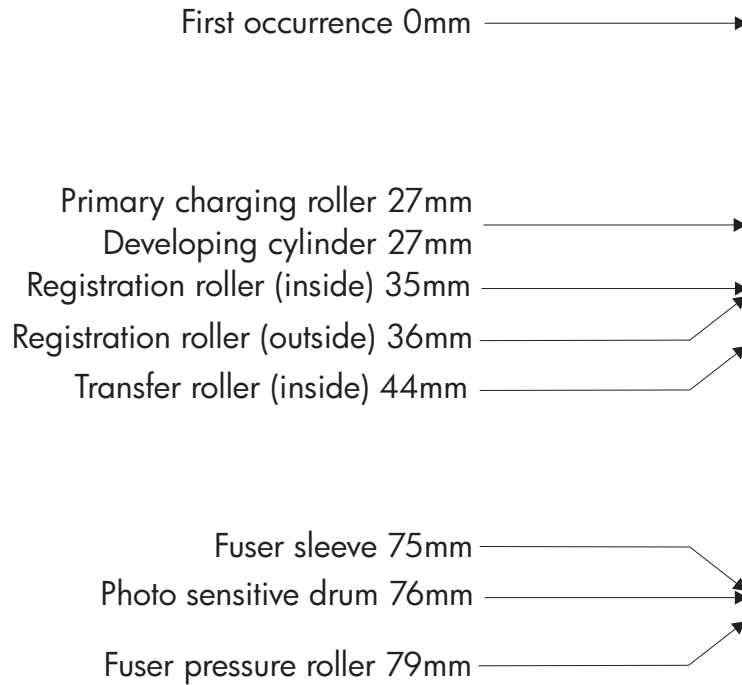 First occurrence 0mm
Primary charging roller 27mm
Developing cylinder 27mm
Registration roller (inside) 35mm
Registration roller (outside) 36mm
Transfer roller (inside) 44mm
Fuser sleeve 75mm
Photo sensitive drum 76mm
Fuser pressure roller 79mm